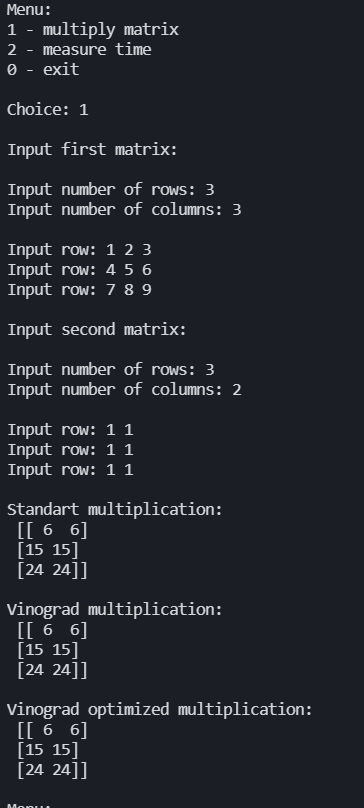 Menu:
1 - multiply matrix
2 - measure time
0 - exit
Choice: 1
Input first matrix:
Input number of rows: 3
Input number of columns: 3
Input row: 1 2 3
Input row: 4 5 6
Input row: 7 8 9
Input second matrix:
Input number of rows: 3
Input number of columns: 2
Input row: 1 1
Input row: 1 1
Input row: 1 1
Standart multiplication:
[[ 6  6]
[15 15]
[24 24]]
Vinograd multiplication:
[[ 6  6]
[15 15]
[24 24]]
Vinograd optimized multiplication:
[[ 6  6]
[15 15]
[24 24]]
Menu: